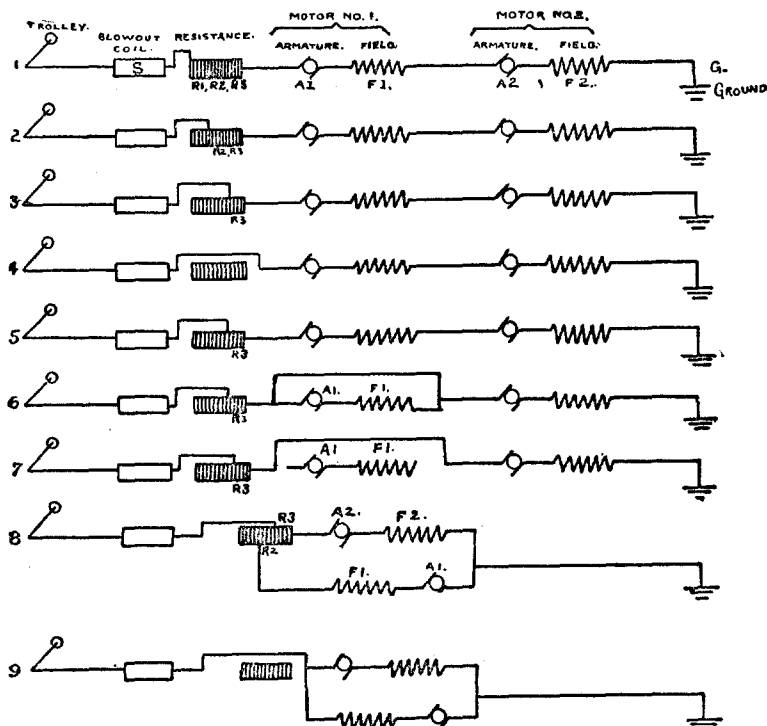 TROLLEY.
BLOWOUT COIL.
RESISTANCE.
MOTOR NO. 1.
ARMATURE. FIELD.
MOTOR NO. 2.
ARMATURE. FIELD.
1 S R1, R2, R3 A1 F1. A2 F2. G.
GROUND
2 R2, R3
3 R3
4
5 R3
6 R3 A1. F1.
7 R3 A1 F1.
8 R3 R2 A2. F2.
F1. A1.
9